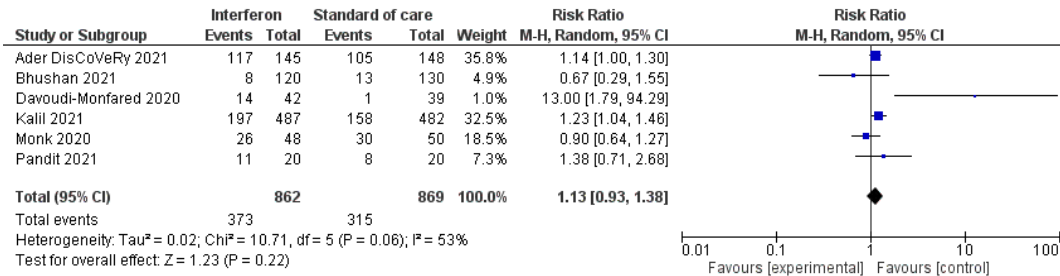 Interferon Standard of care Risk Ratio Risk Ratio
Study or Subgroup Events Total Events Total Weight M-H, Random, 95% CI M-H, Random, 95% CI
Ader DisCoVeRy 2021 117 145 105 148 35.8% 1.14 [1.00, 1.30]
Bhushan 2021 8 120 13 130 4.9% 0.67 [0.29, 1.55]
Davoudi-Monfared 2020 14 42 1 39 1.0% 13.00 [1.79, 94.29]
Kalil 2021 197 487 158 482 32.5% 1.23 [1.04, 1.46]
Monk 2020 26 48 30 50 18.5% 0.90 [0.64, 1.27]
Pandit 2021 11 20 8 20 7.3% 1.38 [0.71, 2.68]
Total (95% CI) 862 869 100.0% 1.13 [0.93, 1.38]
Total events 373 315
Heterogeneity: Tau² = 0.02; Chi² = 10.71, df = 5 (P = 0.06); I² = 53%
Test for overall effect: Z = 1.23 (P = 0.22)
0.01 0.1 1 10 100
Favours [experimental] Favours [control]